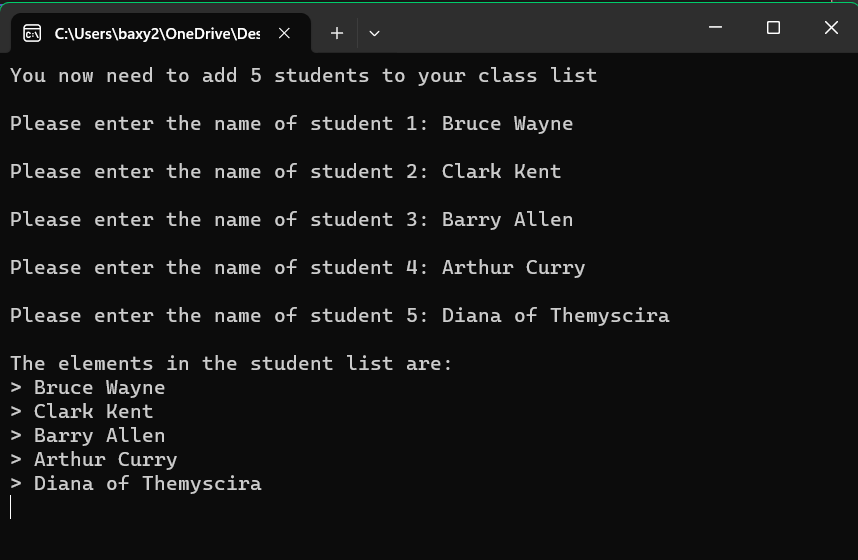 C:\Users\baxy2\OneDrive\Des
You now need to add 5 students to your class list
Please enter the name of student 1: Bruce Wayne
Please enter the name of student 2: Clark Kent
Please enter the name of student 3: Barry Allen
Please enter the name of student 4: Arthur Curry
Please enter the name of student 5: Diana of Themyscira
The elements in the student list are:
> Bruce Wayne
> Clark Kent
> Barry Allen
> Arthur Curry
> Diana of Themyscira